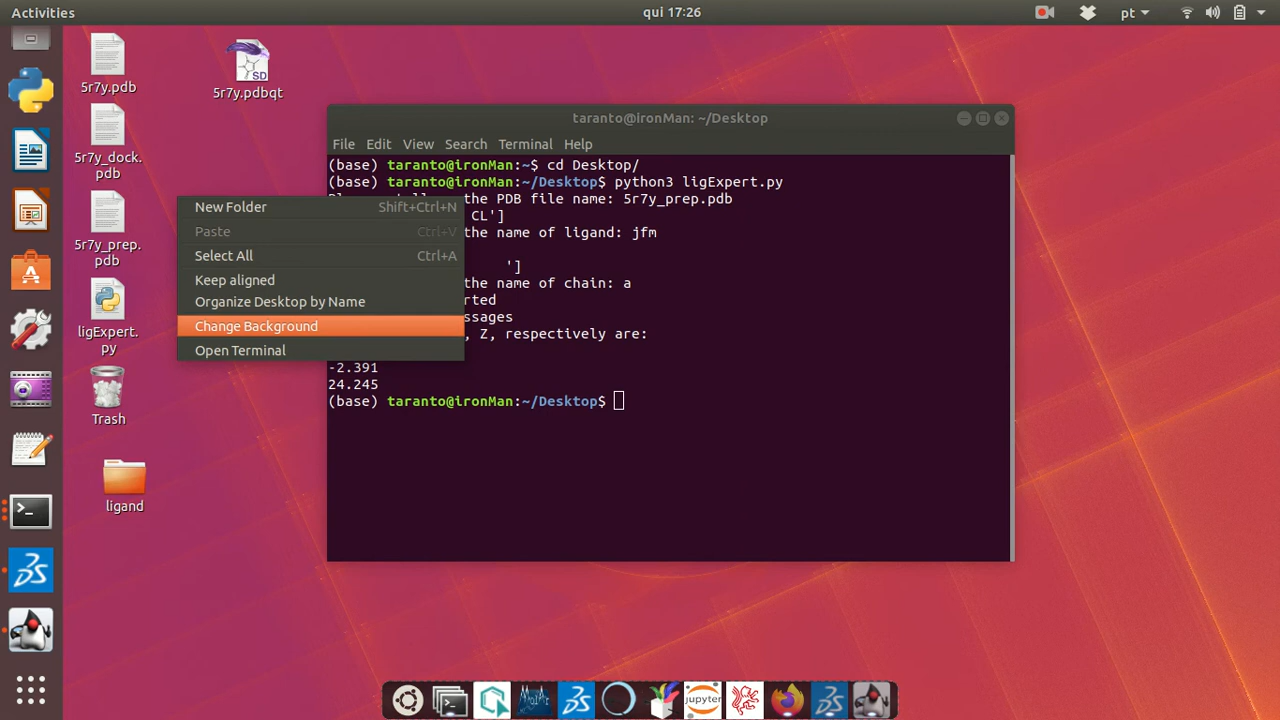 Activities
qui 17:26
pt
5r7y.pdb
5r7y.pdbqt
SD
5r7y_dock.
pdb
5r7y_prep.
pdb
ligExpert.
py
Trash
ligand
New Folder Shift+Ctrl+N
Paste Ctrl+V
Select All Ctrl+A
Keep aligned
Organize Desktop by Name
Change Background
Open Terminal
taranto@ironMan: ~/Desktop
File Edit View Search Terminal Help
(base) taranto@ironMan:~$ cd Desktop/
(base) taranto@ironMan:~/Desktop$ python3 ligExpert.py
the PDB file name: 5r7y_prep.pdb
CL']
the name of ligand: jfm
']
the name of chain: a
rted
ssages
, Z, respectively are:
-2.391
24.245
(base) taranto@ironMan:~/Desktop$
jupyter